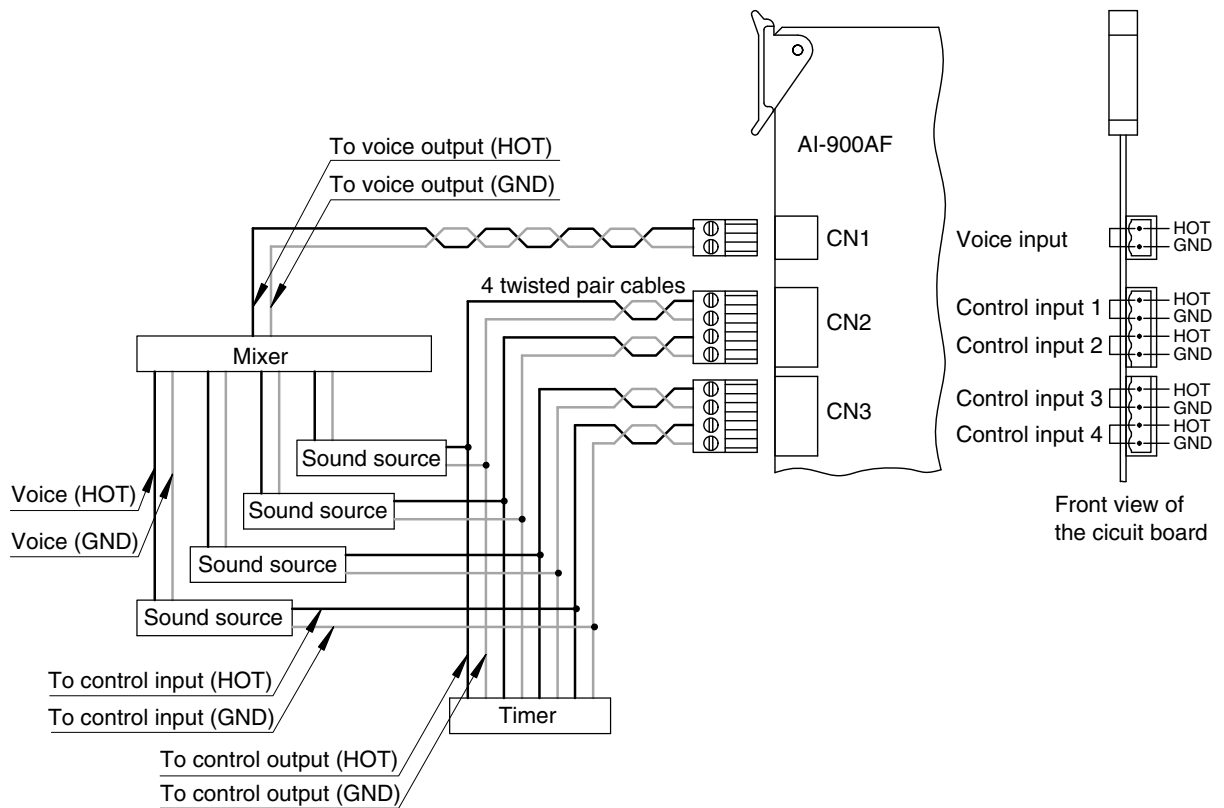 To voice output (HOT)
To voice output (GND)
AI-900AF
CN1
Voice input
HOT
GND
4 twisted pair cables
CN2
Control input 1
HOT
GND
Control input 2
HOT
GND
Mixer
CN3
Control input 3
HOT
GND
Control input 4
HOT
GND
Sound source
Voice (HOT)
Sound source
Voice (GND)
Sound source
Sound source
Front view of
the cicuit board
To control input (HOT)
To control input (GND)
Timer
To control output (HOT)
To control output (GND)